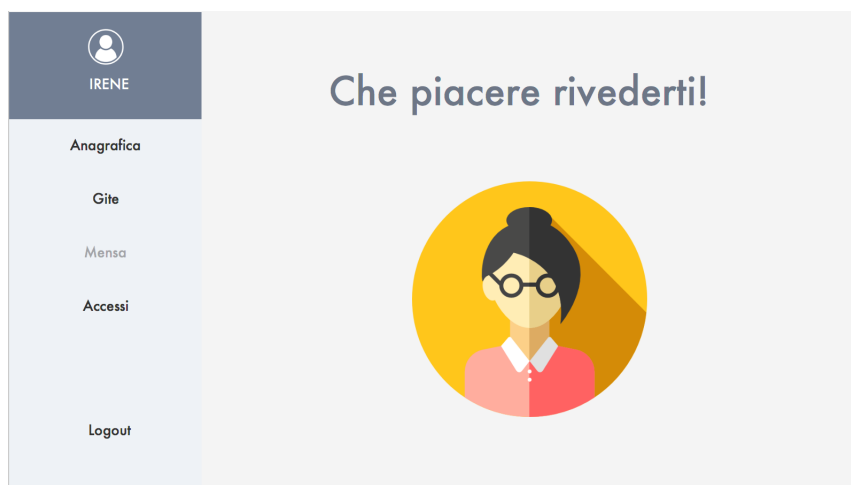 IRENE
Che piacere rivederti!
Anagrafica
Gite
Mensa
Accessi
Logout